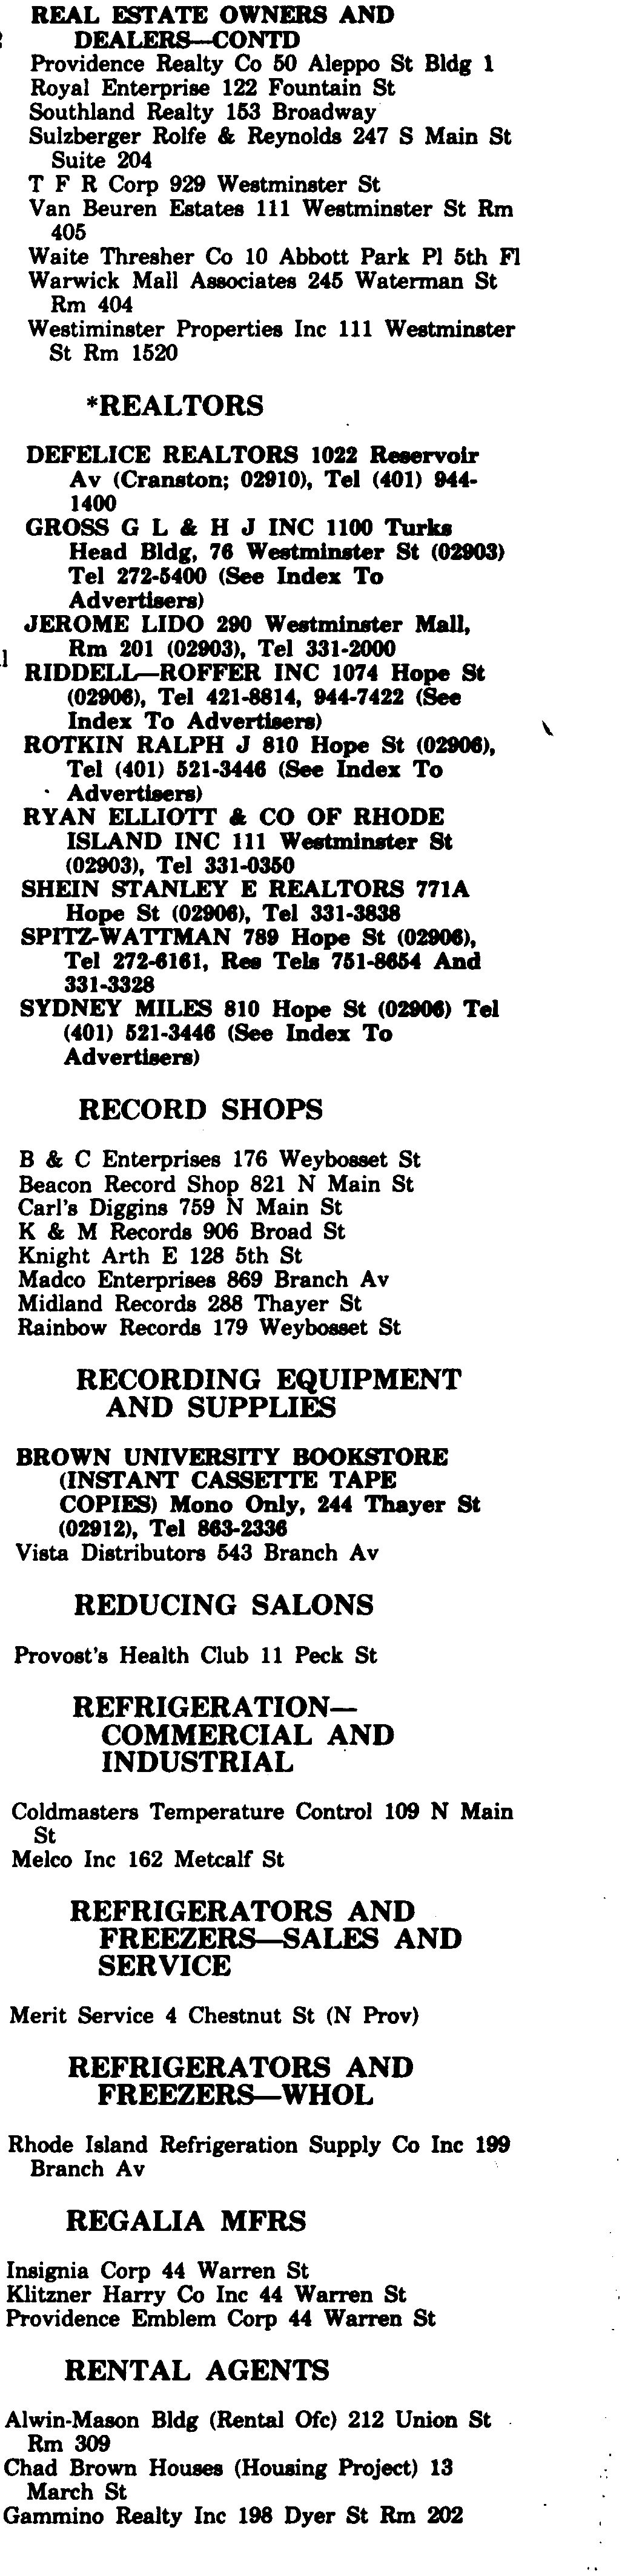 REAL ESTATE OWNERS AND
DEALERS—CONTD
Providence Realty Co 50 Aleppo St Bldg 1
Royal Enterprise 122 Fountain St
Southland Realty 153 Broadway
Sulzberger Rolfe & Reynolds 247 S Main St
Suite 204
T F R Corp 929 Westminster St
Van Beuren Estates 111 Westminster St Rm
405
Waite Thresher Co 10 Abbott Park Pl 5th Fl
Warwick Mall Associates 245 Waterman St
Rm 404
Westiminster Properties Inc 111 Westminster
St Rm 1520
*REALTORS
DEFELICE REALTORS 1022 Reservoir
Av (Cranston; 02910), Tel (401) 944-
1400
GROSS G L & H J INC 1100 Turks
Head Bldg, 76 Westminster St (02903)
Tel 272-5400 (See Index To
Advertisers)
JEROME LIDO 290 Westminster Mall,
Rm 201 (02903), Tel 331-2000
RIDDELL—ROFFER INC 1074 Hope St
(02906), Tel 421-8814, 944-7422 (See
Index To Advertisers)
ROTKIN RALPH J 810 Hope St (02906),
Tel (401) 521-3446 (See Index To
Advertisers)
RYAN ELLIOTT & CO OF RHODE
ISLAND INC 111 Westminster St
(02903), Tel 331-0350
SHEIN STANLEY E REALTORS 771A
Hope St (02906), Tel 331-3838
SPITZ-WATTMAN 789 Hope St (02906),
Tel 272-6161, Res Tels 751-8654 And
331-3328
SYDNEY MILES 810 Hope St (02906) Tel
(401) 521-3446 (See Index To
Advertisers)
RECORD SHOPS
B & C Enterprises 176 Weybosset St
Beacon Record Shop 821 N Main St
Carl's Diggins 759 N Main St
K & M Records 906 Broad St
Knight Arth E 128 5th St
Madco Enterprises 869 Branch Av
Midland Records 288 Thayer St
Rainbow Records 179 Weybosset St
RECORDING EQUIPMENT
AND SUPPLIES
BROWN UNIVERSITY BOOKSTORE
(INSTANT CASSETTE TAPE
COPIES) Mono Only, 244 Thayer St
(02912), Tel 863-2336
Vista Distributors 543 Branch Av
REDUCING SALONS
Provost's Health Club 11 Peck St
REFRIGERATION—
COMMERCIAL AND
INDUSTRIAL
Coldmasters Temperature Control 109 N Main
St
Melco Inc 162 Metcalf St
REFRIGERATORS AND
FREEZERS—SALES AND
SERVICE
Merit Service 4 Chestnut St (N Prov)
REFRIGERATORS AND
FREEZERS—WHOL
Rhode Island Refrigeration Supply Co Inc 199
Branch Av
REGALIA MFRS
Insignia Corp 44 Warren St
Klitzner Harry Co Inc 44 Warren St
Providence Emblem Corp 44 Warren St
RENTAL AGENTS
Alwin-Mason Bldg (Rental Ofc) 212 Union St
Rm 309
Chad Brown Houses (Housing Project) 13
March St
Gammino Realty Inc 198 Dyer St Rm 202